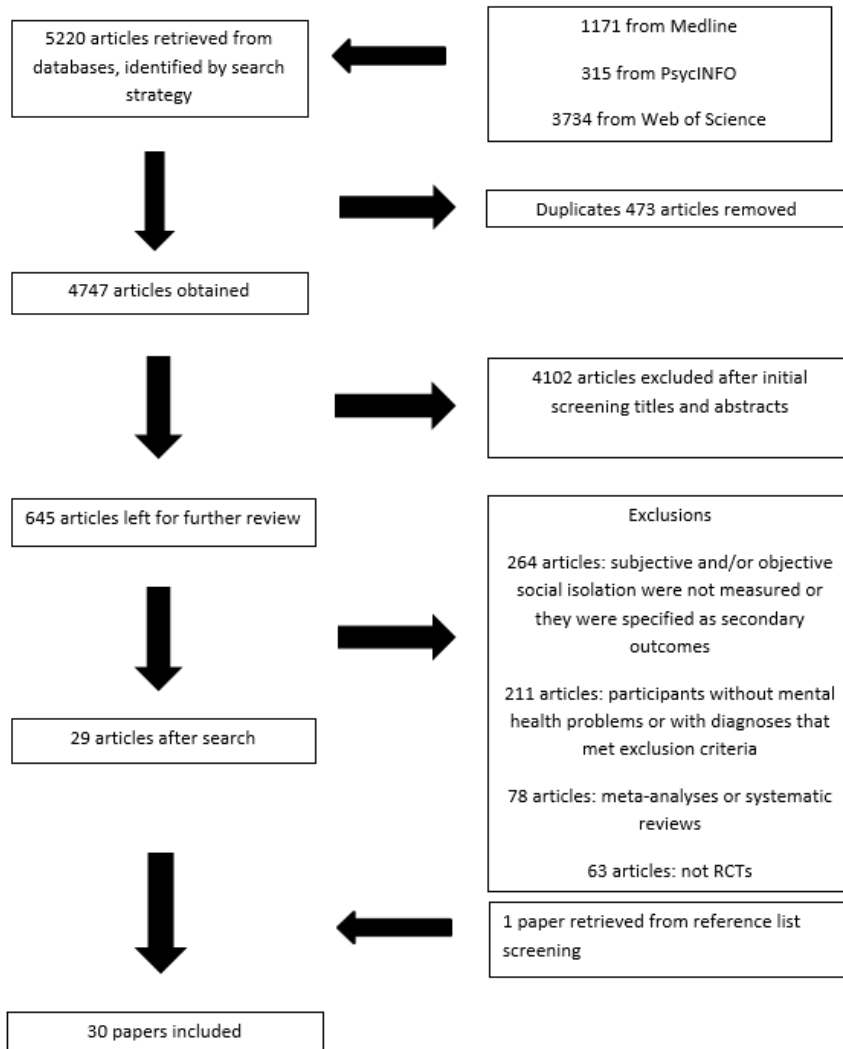 5220 articles retrieved from
databases, identified by search
strategy
1171 from Medline
315 from PsycINFO
3734 from Web of Science
Duplicates 473 articles removed
4747 articles obtained
4102 articles excluded after initial
screening titles and abstracts
645 articles left for further review
Exclusions
264 articles: subjective and/or objective
social isolation were not measured or
they were specified as secondary
outcomes
211 articles: participants without mental
health problems or with diagnoses that
met exclusion criteria
78 articles: meta-analyses or systematic
reviews
63 articles: not RCTs
29 articles after search
1 paper retrieved from reference list
screening
30 papers included